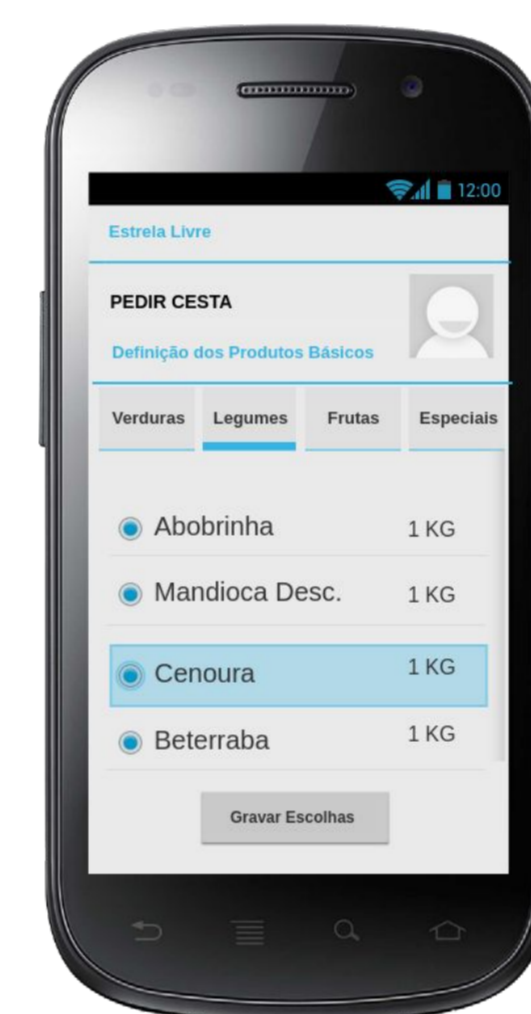 12:00
Estrela Livre
PEDIR CESTA
Definição dos Produtos Básicos
Verduras Legumes Frutas Especiais
Abobrinha 1 KG
Mandioca Desc. 1 KG
Cenoura 1 KG
Beterraba 1 KG
Gravar Escolhas